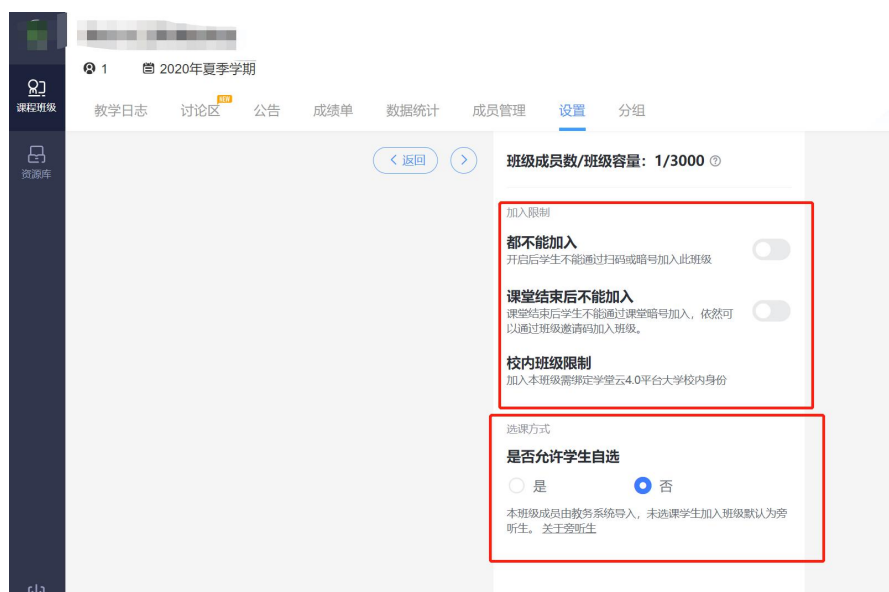 1 2020年夏季学期
课程班级
教学日志 讨论区 NEW 公告 成绩单 数据统计 成员管理 设置 分组
资源库
< 返回 >
班级成员数/班级容量：1/3000 ?
加入限制
都不能加入
开启后学生不能通过扫码或暗号加入此班级
课堂结束后不能加入
课堂结束后学生不能通过课堂暗号加入，依然可
以通过班级邀请码加入班级。
校内班级限制
加入本班级需绑定学堂云4.0平台大学校内身份
选课方式
是否允许学生自选
是 否
本班级成员由教务系统导入，未选课学生加入班级默认为旁
听生。 关于旁听生